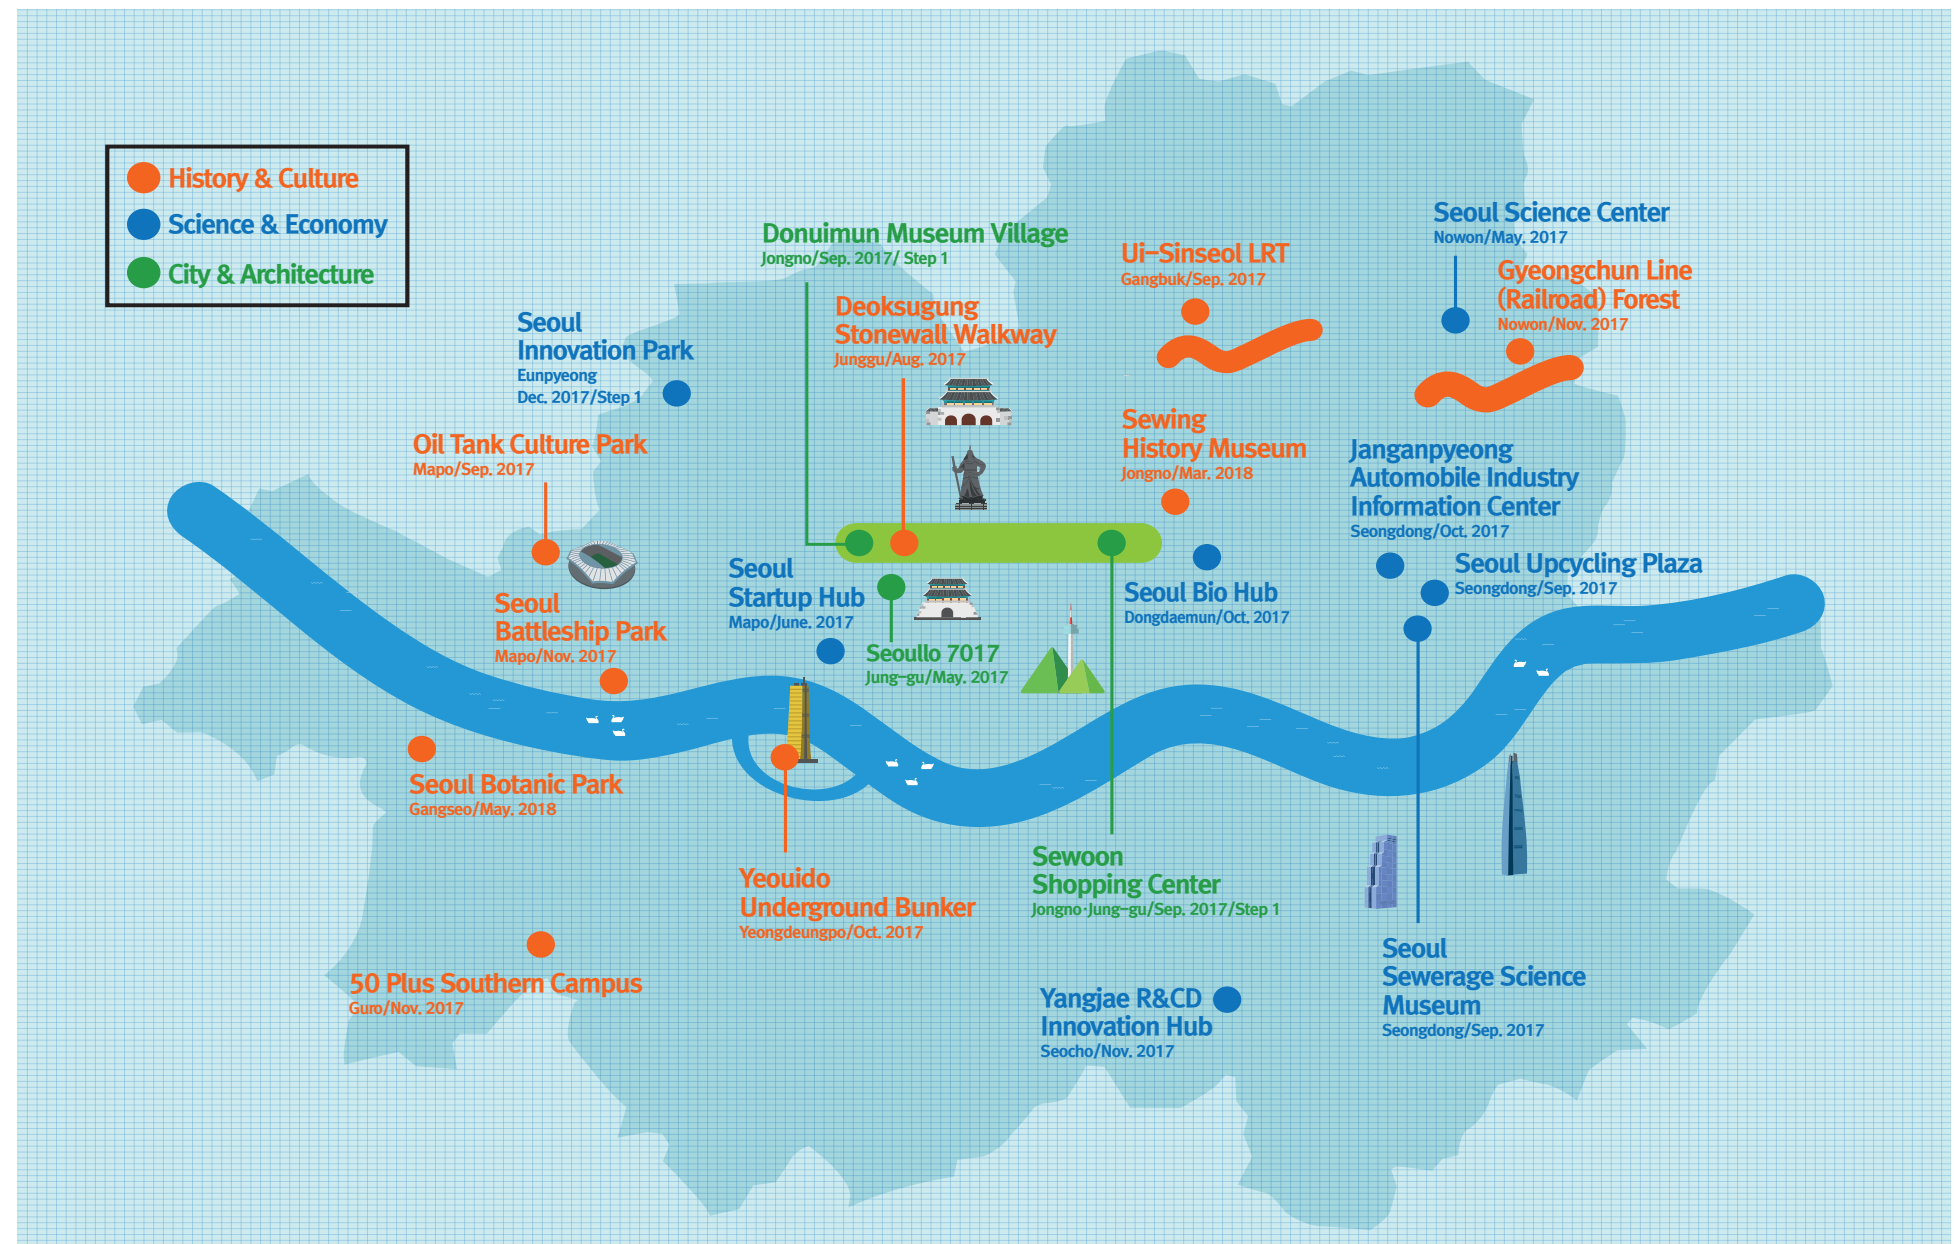 History & Culture
Science & Economy
City & Architecture
Donuimun Museum Village
Jongno/Sep. 2017/ Step 1
Deoksugung
Stonewall Walkway
Junggu/Aug. 2017
Ui-Sinseol LRT
Gangbuk/Sep. 2017
Seoul Science Center
Nowon/May. 2017
Gyeongchun Line
(Railroad) Forest
Nowon/Nov. 2017
Seoul
Innovation Park
Eunpyeong
Dec. 2017/Step 1
Oil Tank Culture Park
Mapo/Sep. 2017
Sewing
History Museum
Jongno/Mar. 2018
Janganpyeong
Automobile Industry
Information Center
Seongdong/Oct. 2017
Seoul Upcycling Plaza
Seongdong/Sep. 2017
Seoul
Startup Hub
Mapo/June. 2017
Seoul Bio Hub
Dongdaemun/Oct. 2017
Seoul
Battleship Park
Mapo/Nov. 2017
Seoullo 7017
Jung-gu/May. 2017
Seoul Botanic Park
Gangseo/May. 2018
Yeouido
Underground Bunker
Yeongdeungpo/Oct. 2017
Sewoon
Shopping Center
Jongno·Jung-gu/Sep. 2017/Step 1
50 Plus Southern Campus
Guro/Nov. 2017
Yangjae R&CD
Innovation Hub
Seocho/Nov. 2017
Seoul
Sewerage Science
Museum
Seongdong/Sep. 2017